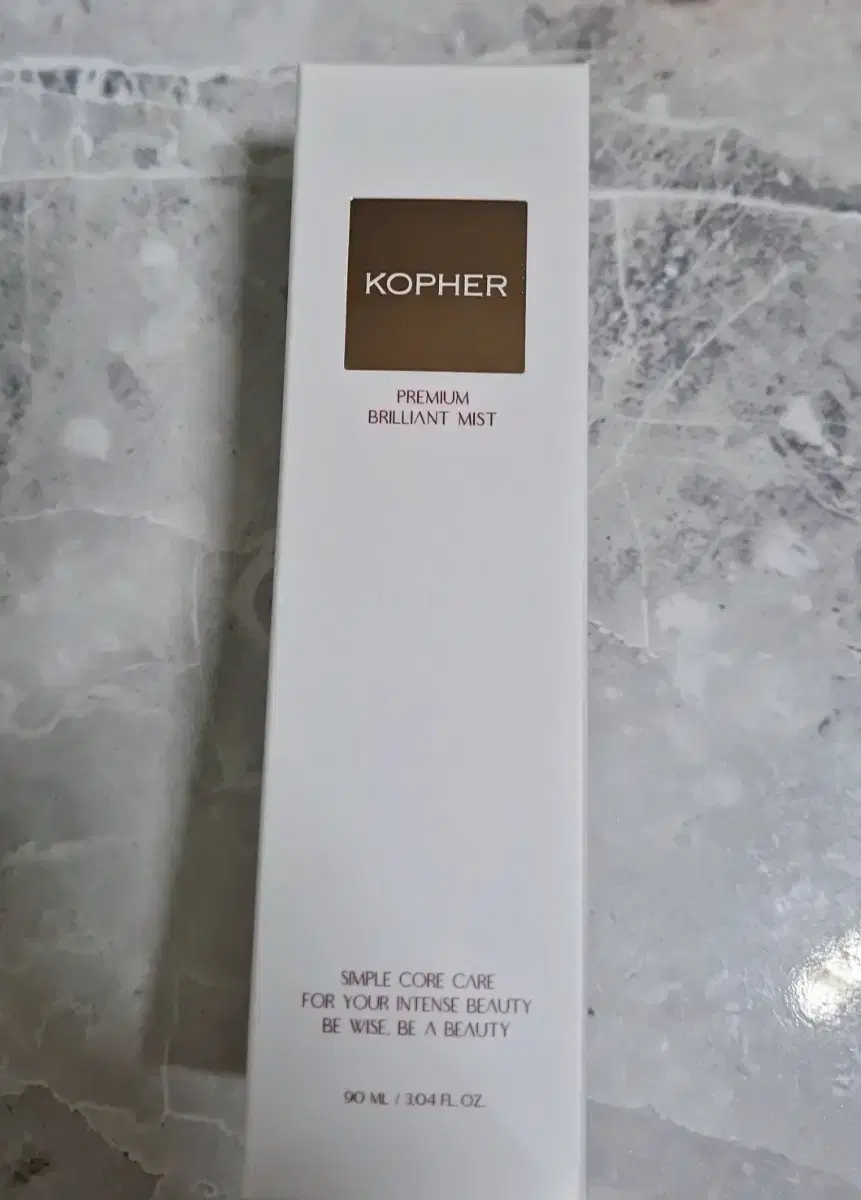 KOPHER
PREMIUM
BRILLIANT MIST
SIMPLE CORE CARE
FOR YOUR INTENSE BEAUTY
BE WISE. BE A BEAUTY
90 ML / 3.04 FL. OZ.